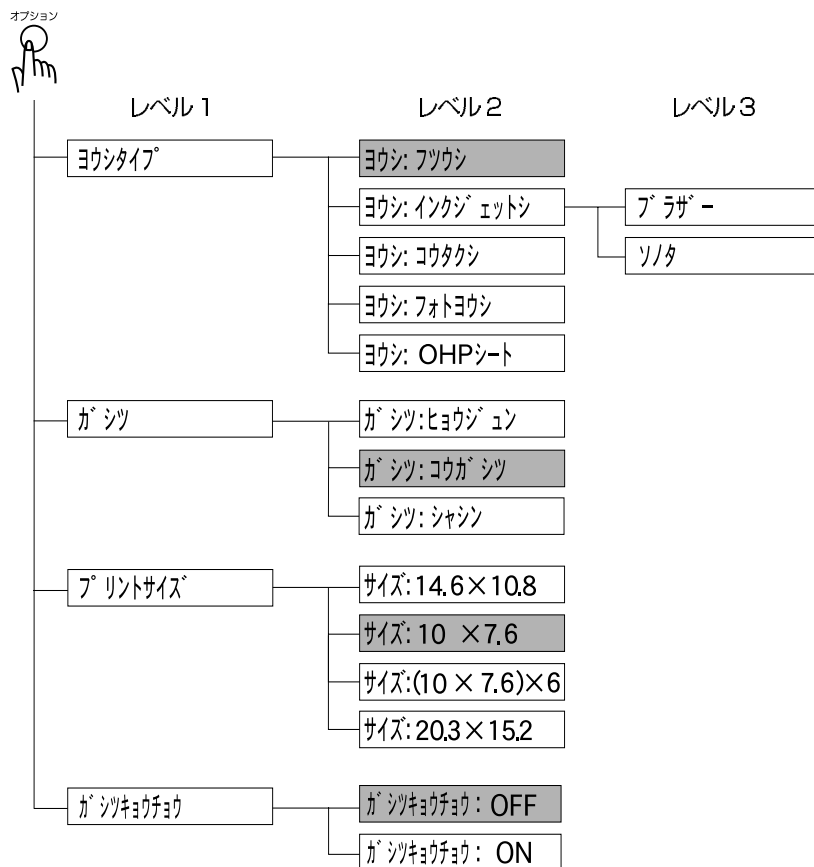 オプション
レベル 1 レベル 2 レベル 3
ヨウシタイプ
ヨウシ: フツウシ
ヨウシ: インクジェットシ
ブラザー
ヨウシ: コウタクシ
ソノタ
ヨウシ: フォトヨウシ
ヨウシ: OHPシート
ガシツ
ガシツ:ヒョウジュン
ガシツ: コウガシツ
ガシツ: シャシン
プリントサイズ
サイズ: 14.6×10.8
サイズ: 10 ×7.6
サイズ:(10 × 7.6)×6
サイズ: 20.3×15.2
ガシツキョウチョウ
ガシツキョウチョウ: OFF
ガシツキョウチョウ: ON